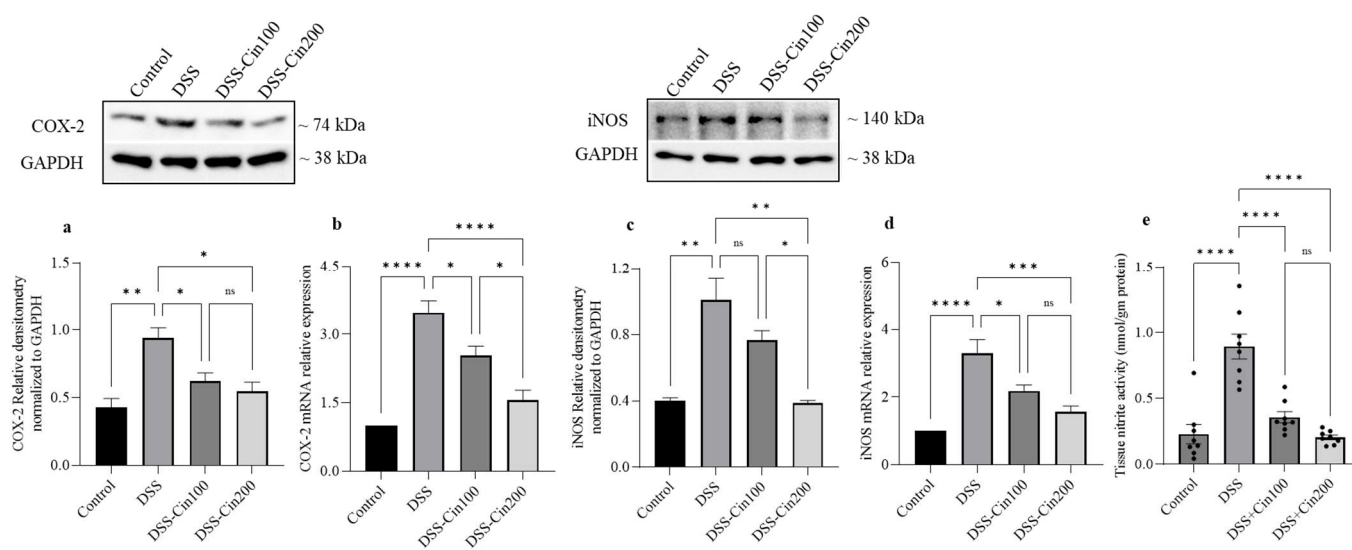 Control DSS DSS-Cin100 DSS-Cin200
COX-2 ~ 74 kDa
GAPDH ~ 38 kDa
Control DSS DSS-Cin100 DSS-Cin200
iNOS ~ 140 kDa
GAPDH ~ 38 kDa
a
COX-2 Relative densitometry
normalized to GAPDH
1.5
1.0
0.5
0.0
*
** * ns
Control DSS DSS-Cin100 DSS-Cin200
b
COX-2 mRNA relative expression
4.5
3.5
2.5
1.5
0.0
****
**** * *
Control DSS DSS-Cin100 DSS-Cin200
c
iNOS Relative densitometry
normalized to GAPDH
1.2
0.8
0.4
0.0
**
** ns *
Control DSS DSS-Cin100 DSS-Cin200
d
iNOS mRNA relative expression
6
4
2
0
***
**** * ns
Control DSS DSS-Cin100 DSS-Cin200
e
Tissue nitrite activity (nmol/gm protein)
1.5
1.0
0.5
0.0
****
****
**** ns
Control DSS DSS+Cin100 DSS+Cin200